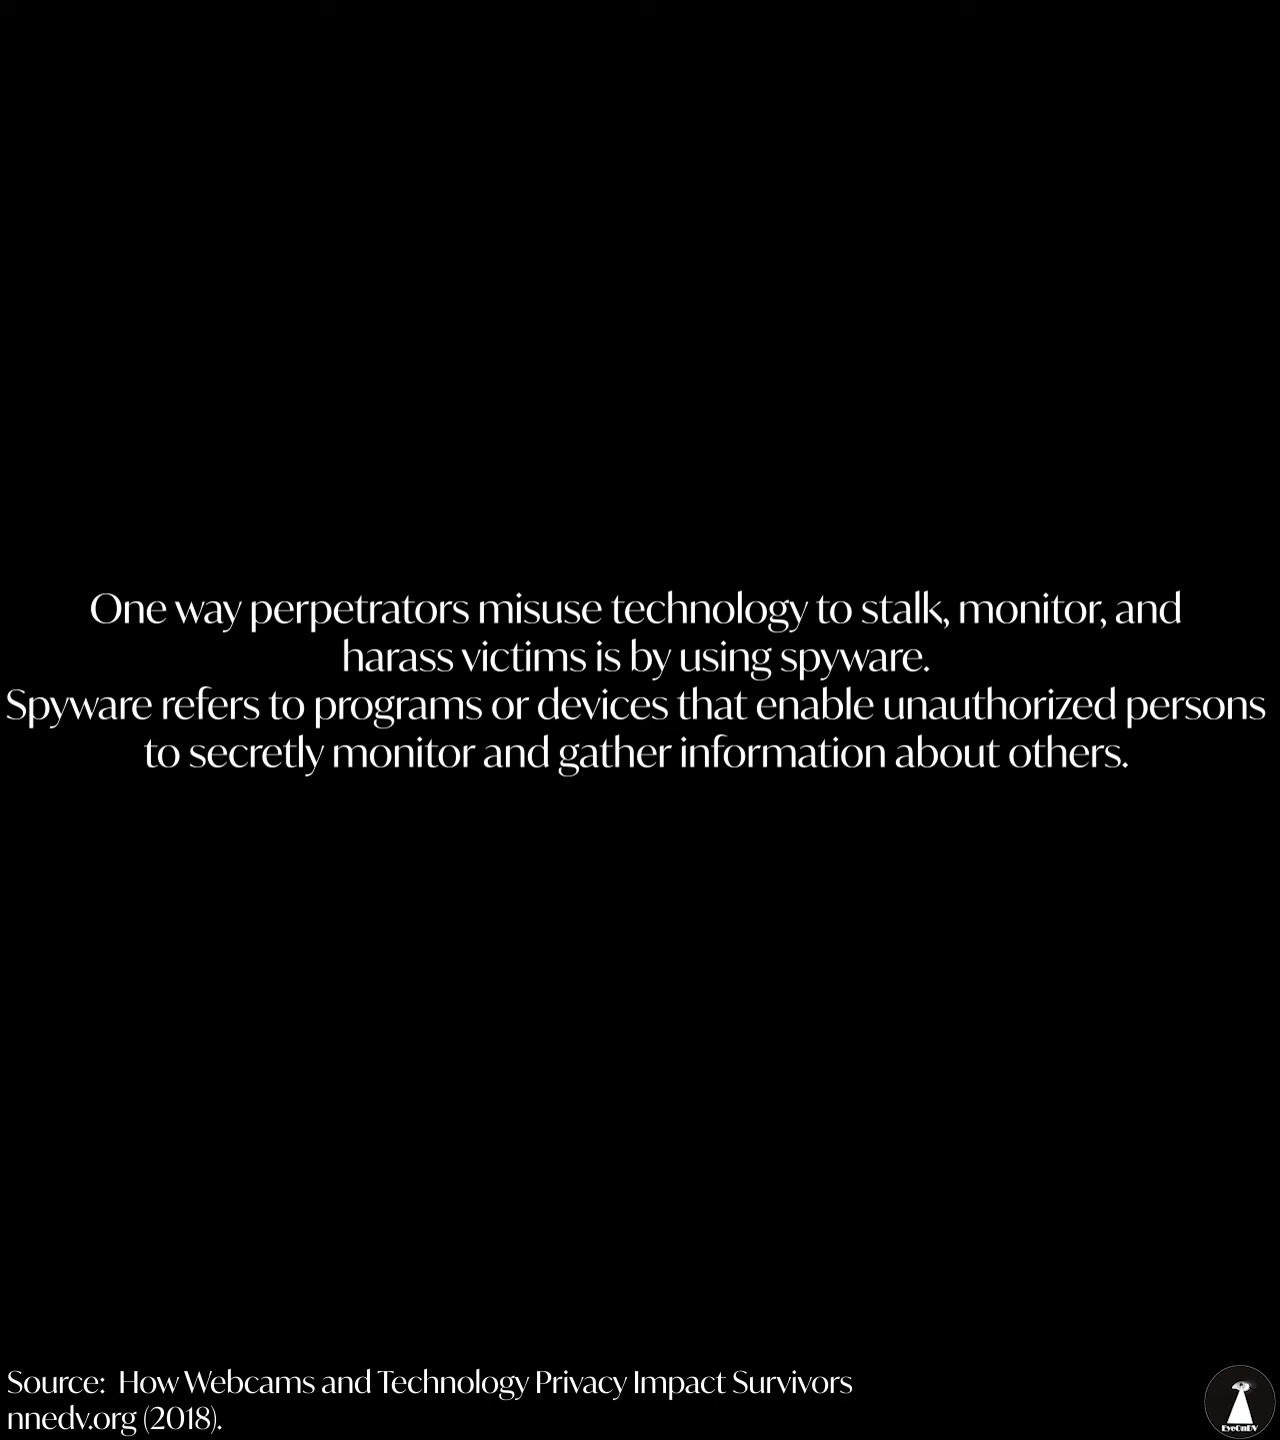 One way perpetrators misuse technology to stalk, monitor, and
harass victims is by using spyware.
Spyware refers to programs or devices that enable unauthorized persons
to secretly monitor and gather information about others.
Source: How Webcams and Technology Privacy Impact Survivors
nnedv.org (2018).
EyeOnDV